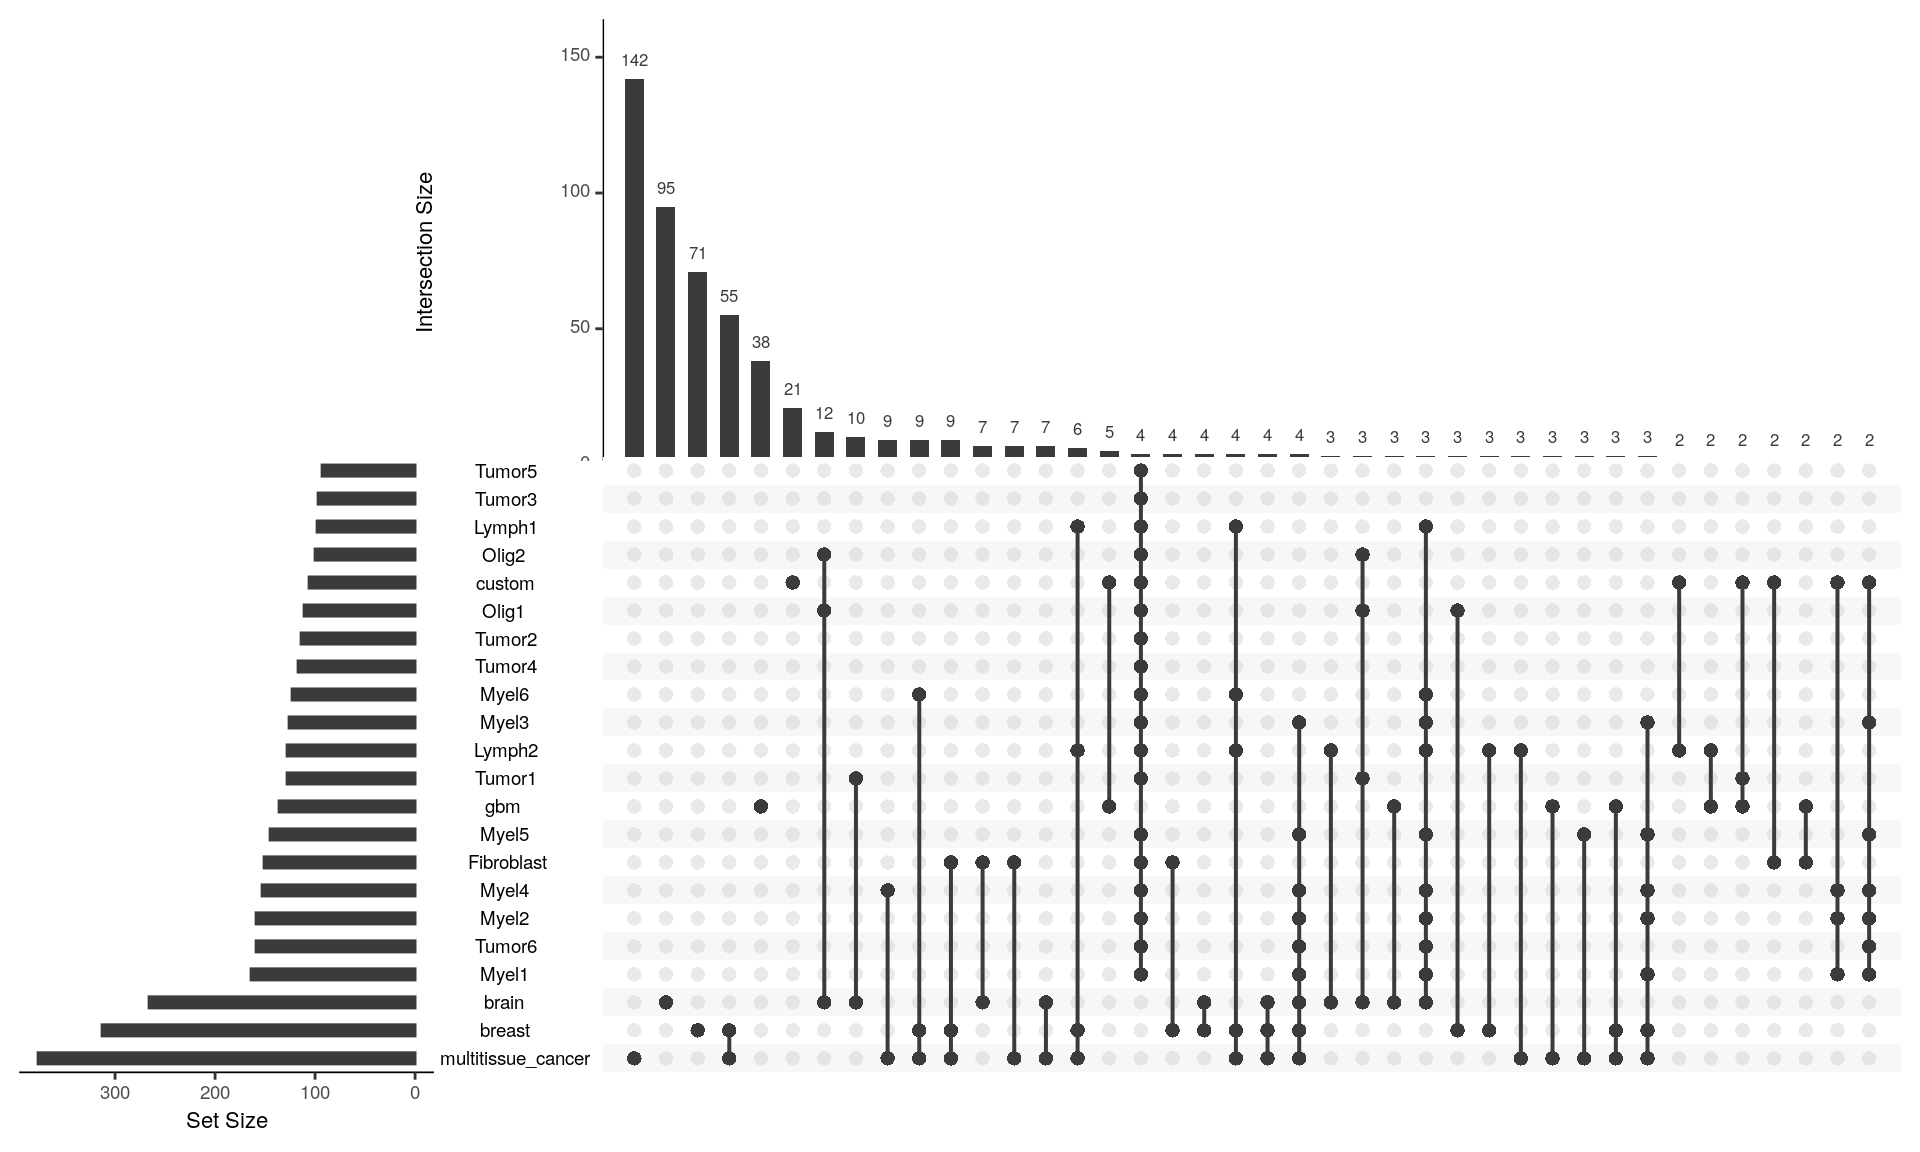 150
100
50
0
Intersection Size
142
95
71
55
38
21
12
10
9
9
9
7
7
7
6
5
4
4
4
4
4
4
3
3
3
3
3
3
3
3
3
3
3
2
2
2
2
2
2
2
Tumor5
Tumor3
Lymph1
Olig2
custom
Olig1
Tumor2
Tumor4
Myel6
Myel3
Lymph2
Tumor1
gbm
Myel5
Fibroblast
Myel4
Myel2
Tumor6
Myel1
brain
breast
multitissue_cancer
300 200 100 0
Set Size